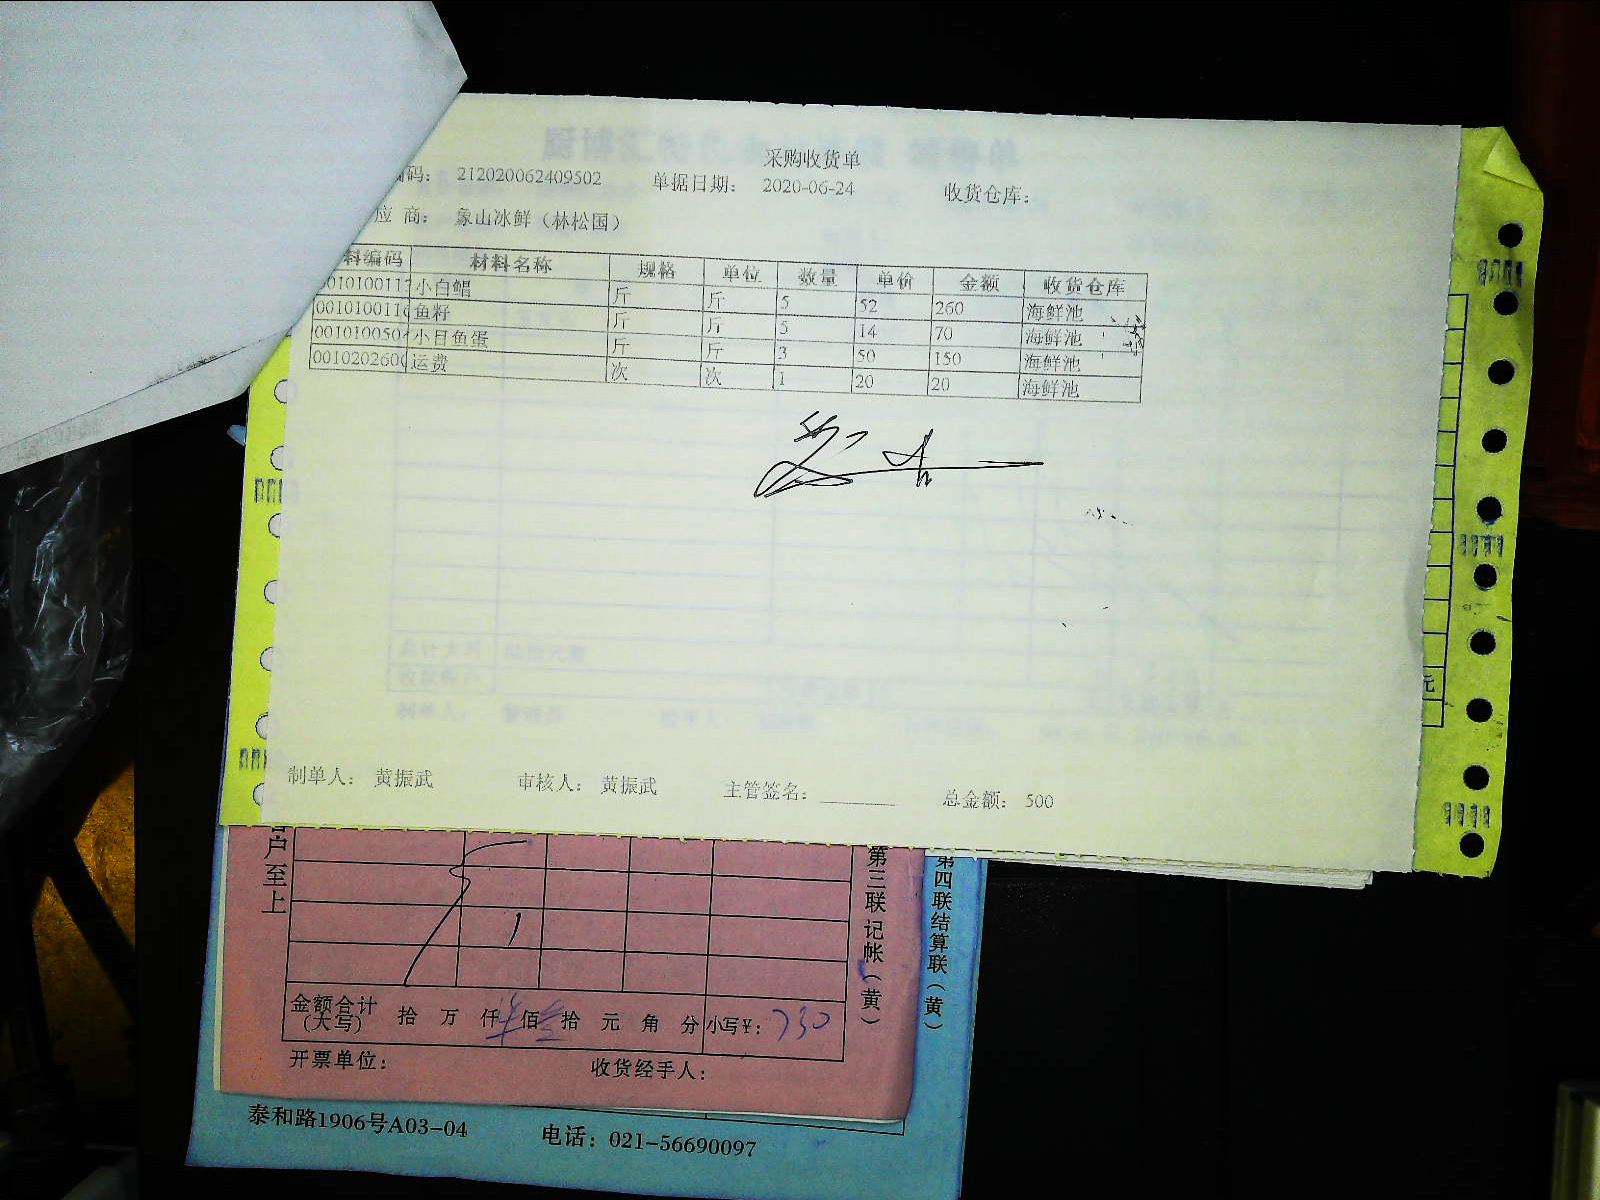 采购收货单
码: 212020062409502 单据日期: 2020-06-24 收货仓库:
应 商: 象山冰鲜（林松国）
料编码 材料名称 规格 单位 数量 单价 金额 收货仓库
小白鲳 斤 斤 5 52 260 海鲜池
鱼籽 斤 斤 5 14 70 海鲜池
小目鱼蛋 斤 斤 3 50 150 海鲜池
运费 次 次 1 20 20 海鲜池
制单人: 黄振武 审核人: 黄振武 主管签名: 总金额: 500
元
户至上
第三联记帐（黄）
第四联结算联（黄）
金额合计（大写） 拾 万 仟 佰 拾 元 角 分 小写¥: 730
开票单位: 收货经手人:
泰和路1906号A03-04 电话: 021-56690097